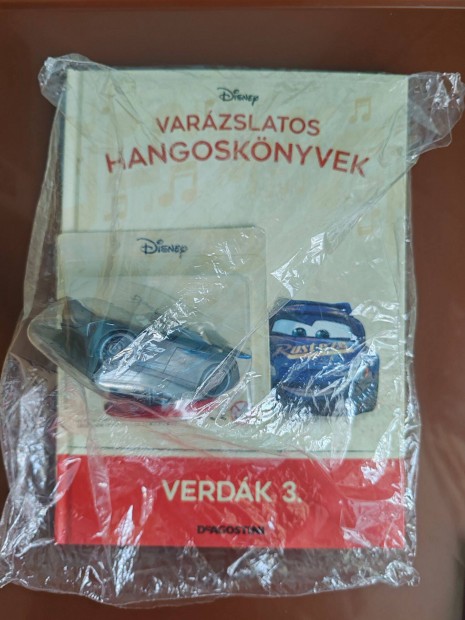 Disney
VARÁZSLATOS
HANGOSKÖNYVEK
Disney
VERDÁK 3.
DeAGOSTINI